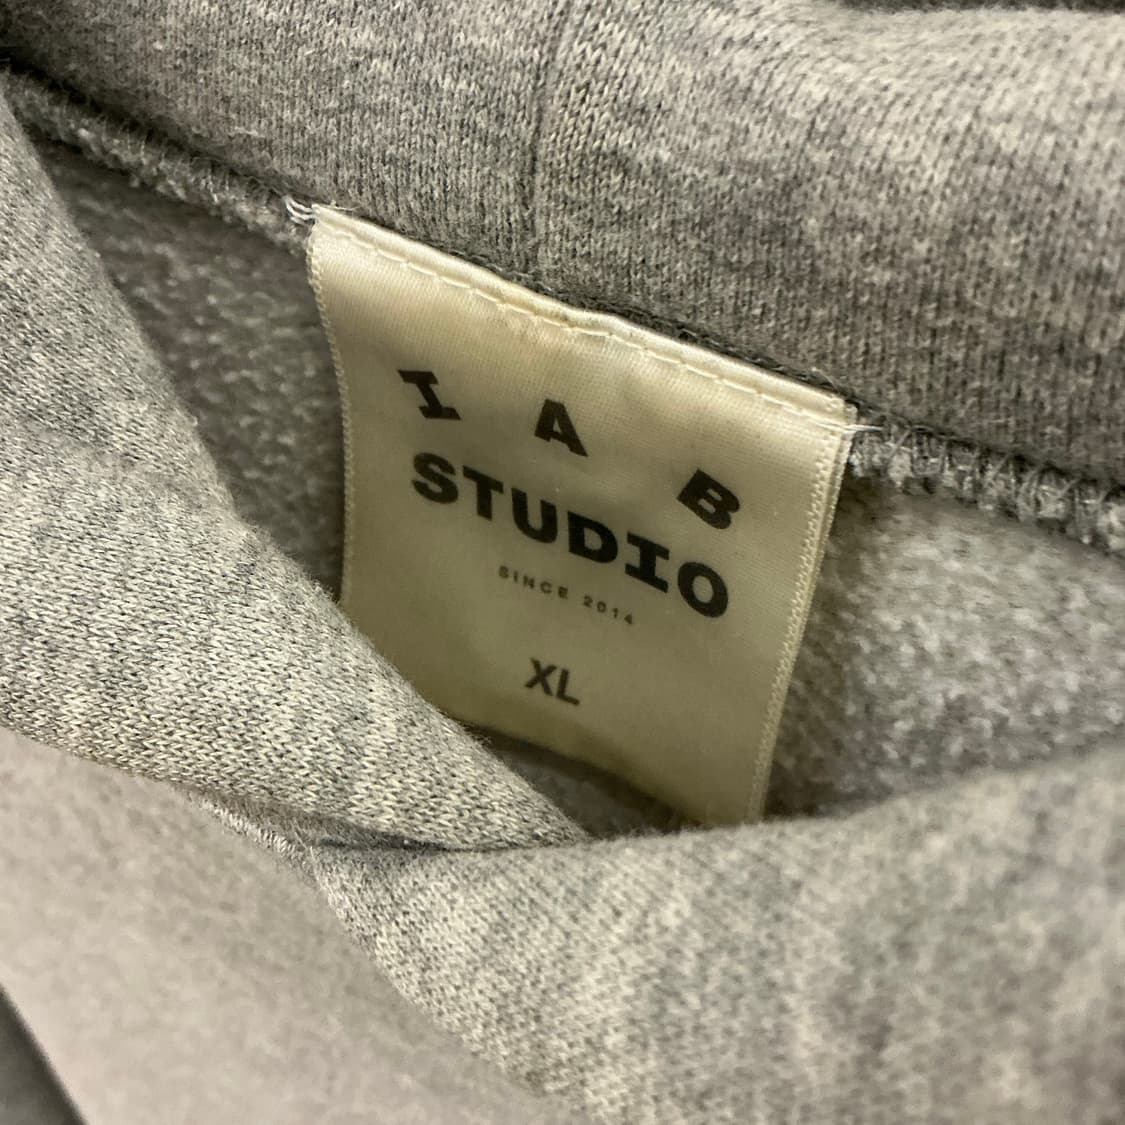 I A B
STUDIO
SINCE 2014
XL